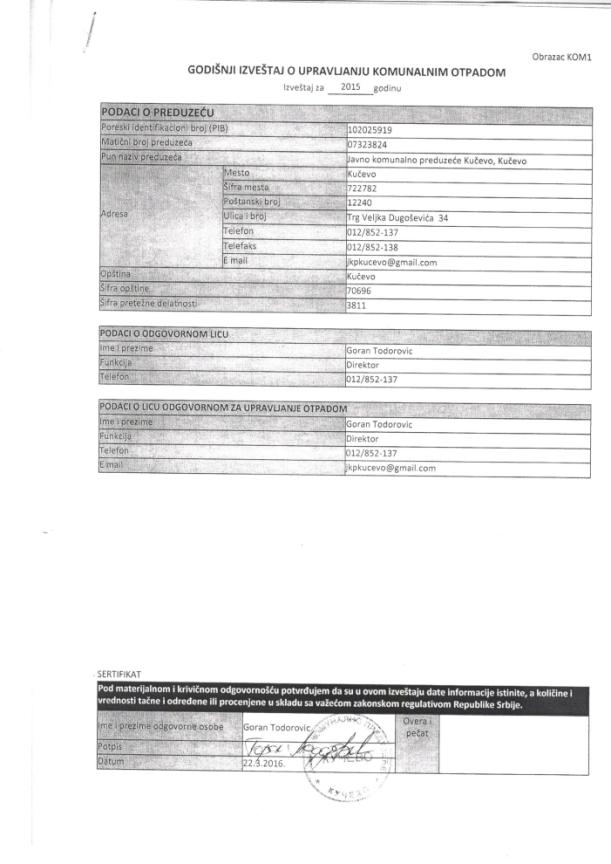 Obrazac KOM1
GODIŠNJI IZVEŠTAJ O UPRAVLJANJU KOMUNALNIM OTPADOM
Izveštaj za 2015 godinu
PODACI O PREDUZEĆU
Poreski identifikacioni broj (PIB) 102025919
Matični broj preduzeća 07323824
Pun naziv preduzeća Javno komunalno preduzeće Kučevo, Kučevo
Adresa
Mesto Kučevo
Šifra mesta 722782
Poštanski broj 12240
Ulica i broj Trg Veljka Dugoševića 34
Telefon 012/852-137
Telefaks 012/852-138
E mail jkpkucevo@gmail.com
Opština Kučevo
Šifra opštine 70696
Šifra pretežne delatnosti 3811
PODACI O ODGOVORNOM LICU
Ime i prezime Goran Todorovic
Funkcija Direktor
Telefon 012/852-137
PODACI O LICU ODGOVORNOM ZA UPRAVLJANJE OTPADOM
Ime i prezime Goran Todorovic
Funkcija Direktor
Telefon 012/852-137
E mail jkpkucevo@gmail.com
SERTIFIKAT
Pod materijalnom i krivičnom odgovornošću potvrđujem da su u ovom izveštaju date informacije istinite, a količine i
vrednosti tačne i određene ili procenjene u skladu sa važećom zakonskom regulativom Republike Srbije.
Ime i prezime odgovorne osobe Goran Todorovic
Overa i
pečat
Potpis
Datum 22.3.2016.
КУЧЕВО